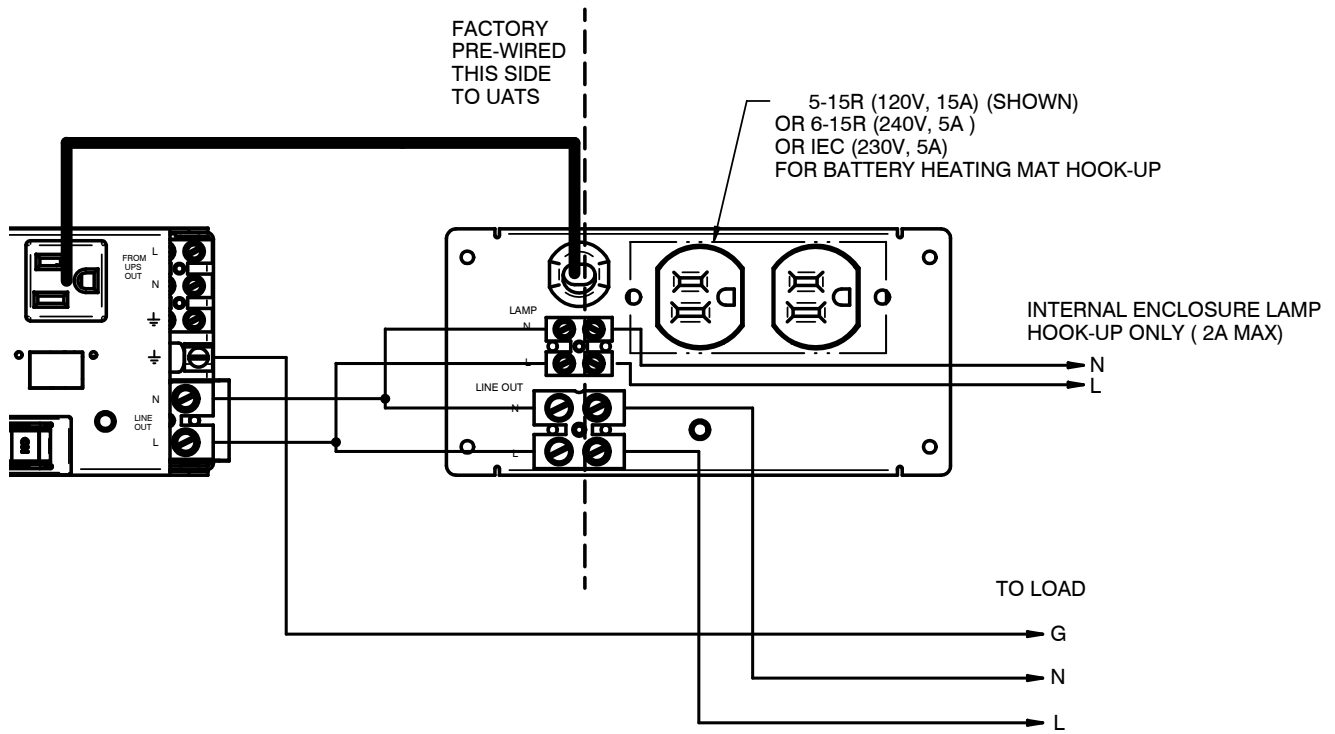 FACTORY
PRE-WIRED
THIS SIDE
TO UATS
5-15R (120V, 15A) (SHOWN)
OR 6-15R (240V, 5A )
OR IEC (230V, 5A)
FOR BATTERY HEATING MAT HOOK-UP
L
FROM
UPS
OUT
N
N
LINE
OUT
L
LAMP
N
L
LINE OUT
N
L
INTERNAL ENCLOSURE LAMP
HOOK-UP ONLY ( 2A MAX)
N
L
TO LOAD
G
N
L